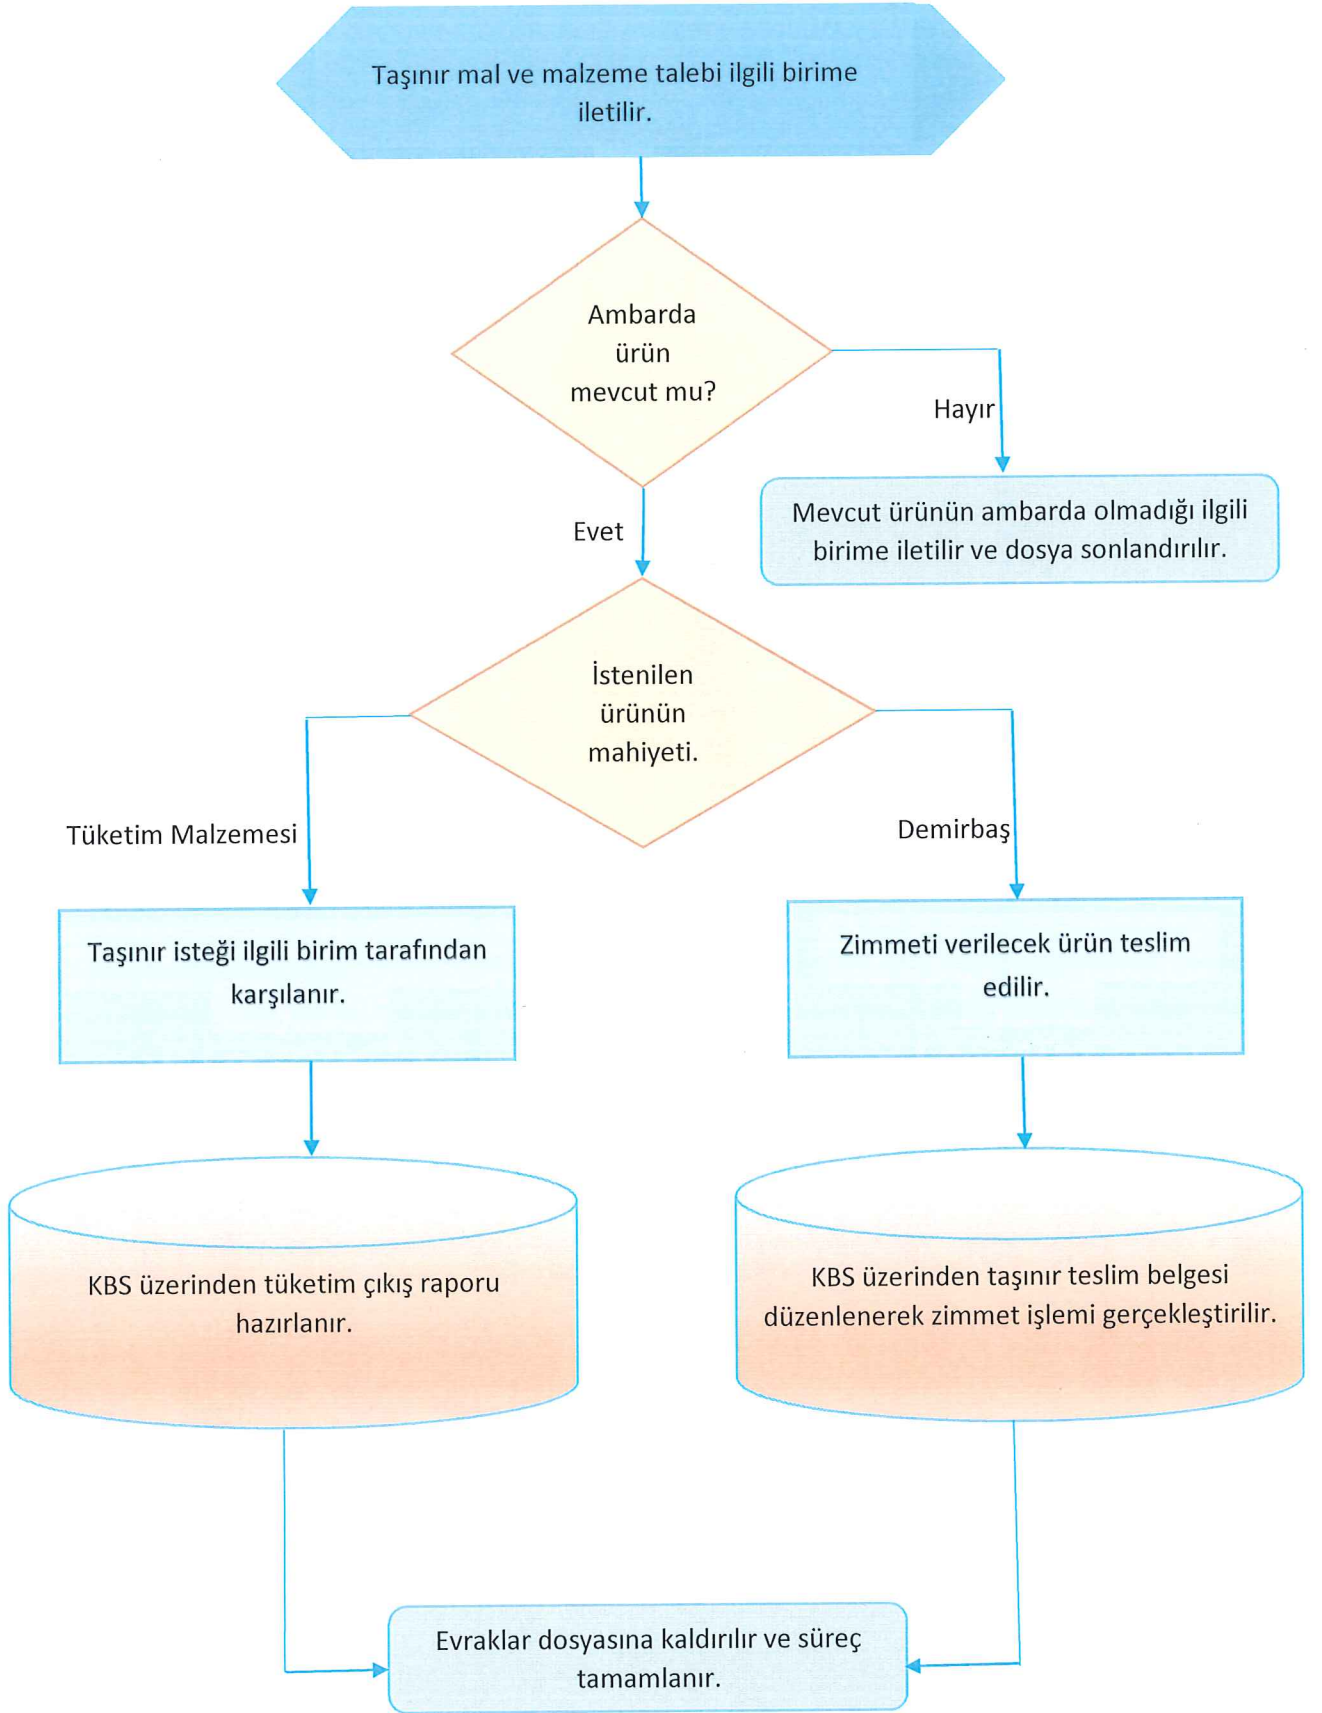 Taşınır mal ve malzeme talebi ilgili birime
iletilir.
Ambarda
ürün
mevcut mu?
Hayır
Mevcut ürünün ambarda olmadığı ilgili
birime iletilir ve dosya sonlandırılır.
Evet
İstenilen
ürünün
mahiyeti.
Tüketim Malzemesi
Demirbaş
Taşınır isteği ilgili birim tarafından
karşılanır.
Zimmeti verilecek ürün teslim
edilir.
KBS üzerinden tüketim çıkış raporu
hazırlanır.
KBS üzerinden taşınır teslim belgesi
düzenlenerek zimmet işlemi gerçekleştirilir.
Evraklar dosyasına kaldırılır ve süreç
tamamlanır.